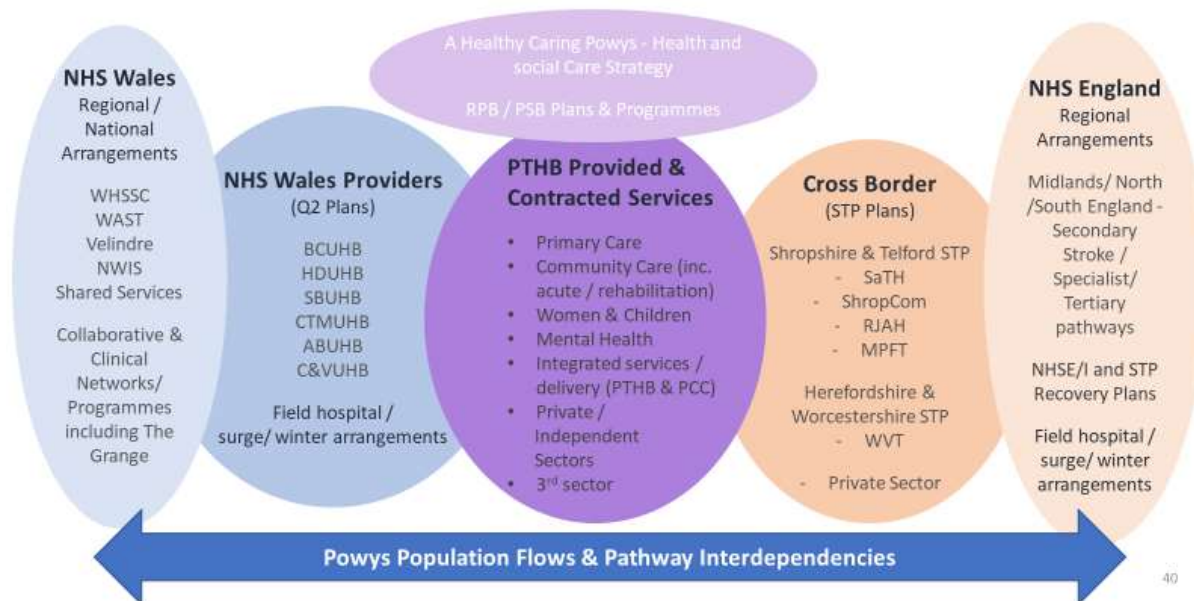 A Healthy Caring Powys - Health and
social Care Strategy
RPB / PSB Plans & Programmes
NHS Wales
Regional /
National
Arrangements
WHSSC
WAST
Velindre
NWIS
Shared Services
Collaborative &
Clinical
Networks/
Programmes
including The
Grange
NHS Wales Providers
(Q2 Plans)
BCUHB
HDUHB
SBUHB
CTMUHB
ABUHB
C&VUHB
Field hospital /
surge/ winter arrangements
PTHB Provided &
Contracted Services
• Primary Care
• Community Care (inc.
acute / rehabilitation)
• Women & Children
• Mental Health
• Integrated services /
delivery (PTHB & PCC)
• Private /
Independent
Sectors
• 3rd sector
Cross Border
(STP Plans)
Shropshire & Telford STP
- SaTH
- ShropCom
- RJAH
- MPFT
Herefordshire &
Worcestershire STP
- WVT
- Private Sector
NHS England
Regional
Arrangements
Midlands/ North
/South England -
Secondary
Stroke /
Specialist/
Tertiary
pathways
NHSE/I and STP
Recovery Plans
Field hospital /
surge/ winter
arrangements
Powys Population Flows & Pathway Interdependencies
40